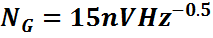 N_G = 15nVHz^{-0.5}